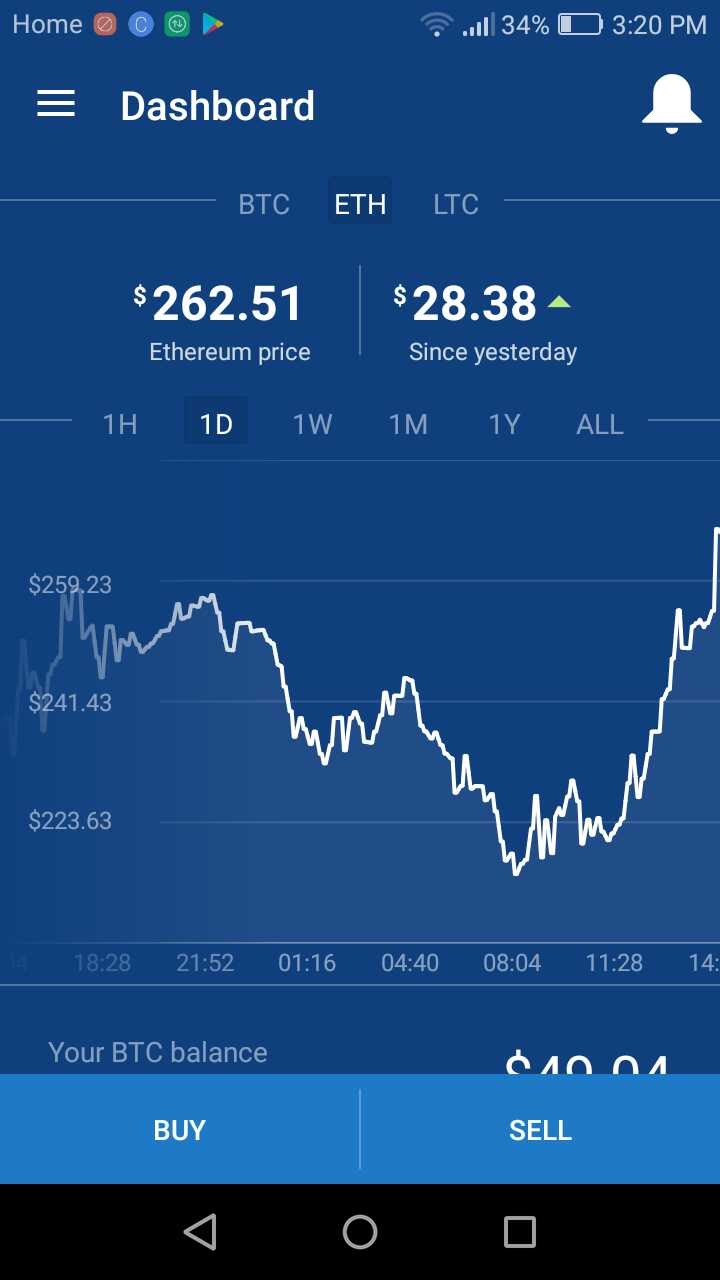 Home 34% 3:20 PM
Dashboard
BTC ETH LTC
$262.51 $28.38
Ethereum price Since yesterday
1H 1D 1W 1M 1Y ALL
$259.23
$241.43
$223.63
18:28 21:52 01:16 04:40 08:04 11:28 14:
Your BTC balance
BUY SELL